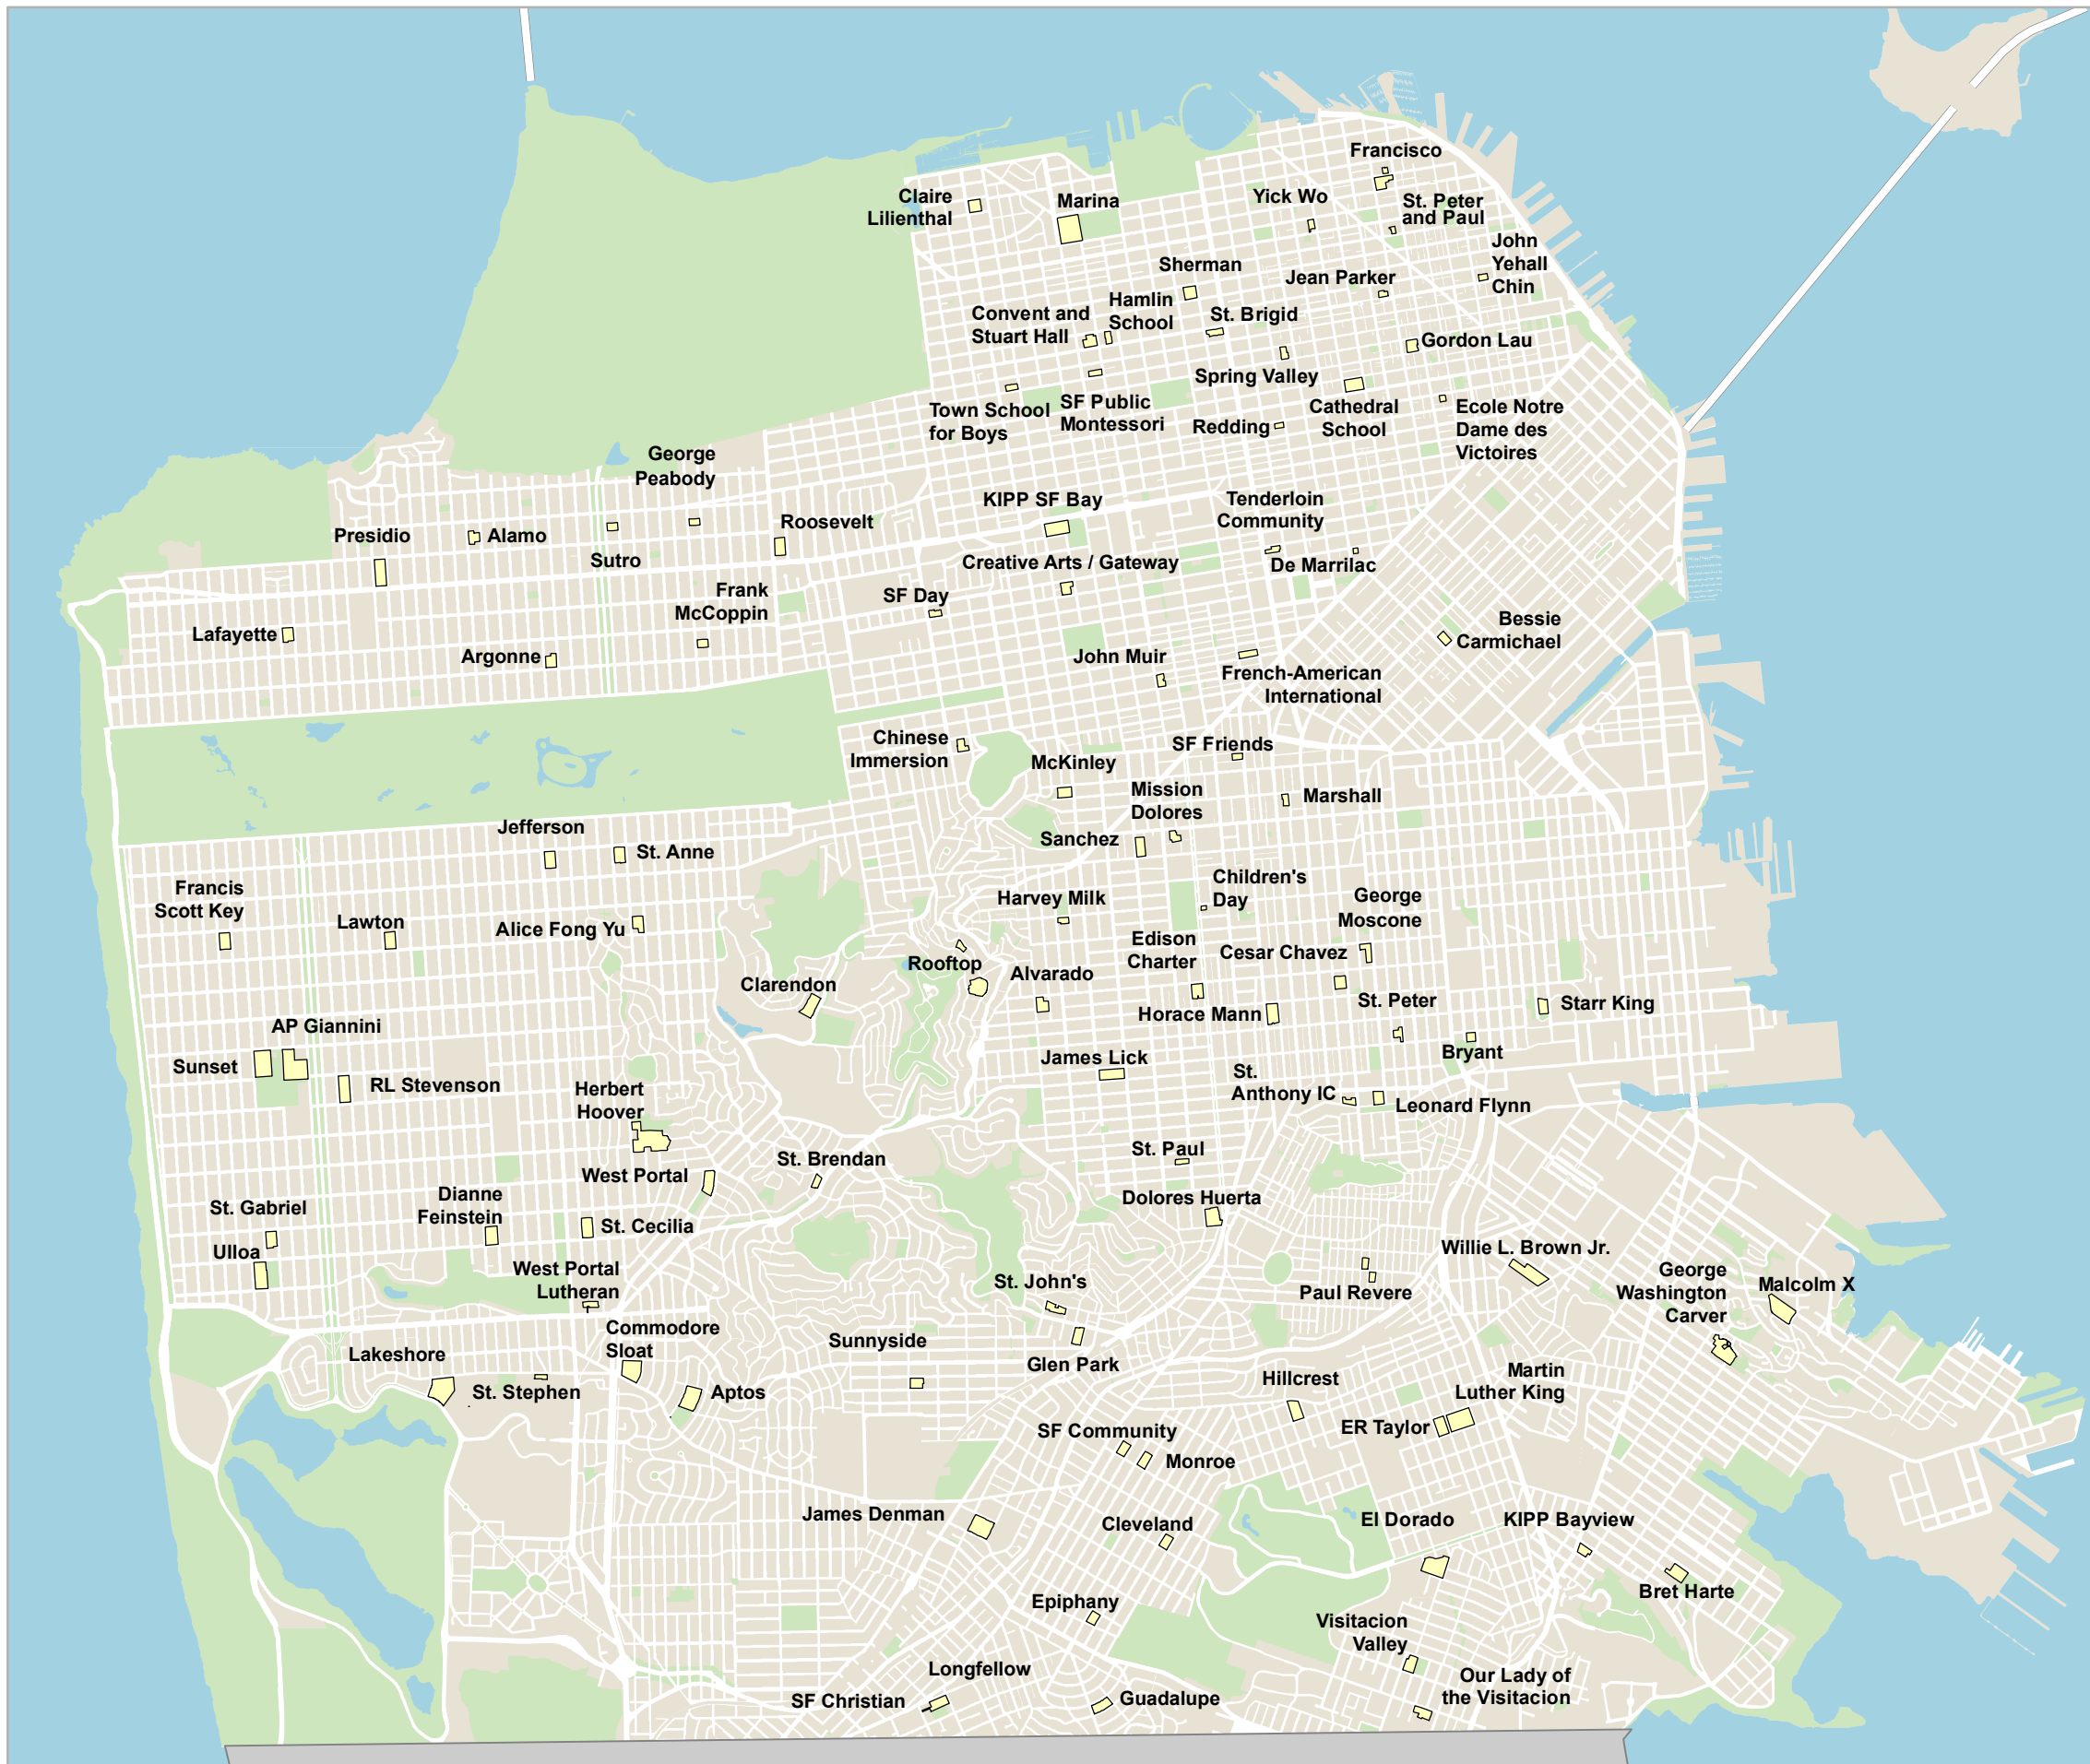 Francisco
Claire
Lilienthal
Marina
Yick Wo
St. Peter
and Paul
John
Yehall
Chin
Sherman
Jean Parker
Hamlin
School
Convent and
Stuart Hall
St. Brigid
Gordon Lau
Spring Valley
Town School
for Boys
SF Public
Montessori
Redding
Cathedral
School
Ecole Notre
Dame des
Victoires
George
Peabody
KIPP SF Bay
Tenderloin
Community
Presidio
Alamo
Roosevelt
Sutro
Creative Arts / Gateway
De Marrilac
Frank
McCoppin
SF Day
Lafayette
Argonne
Bessie
Carmichael
John Muir
French-American
International
Chinese
Immersion
McKinley
SF Friends
Mission
Dolores
Marshall
Jefferson
St. Anne
Sanchez
Francis
Scott Key
Lawton
Alice Fong Yu
Harvey Milk
Children's
Day
George
Moscone
Edison
Charter
Cesar Chavez
Rooftop
Alvarado
Clarendon
Horace Mann
St. Peter
Starr King
AP Giannini
Sunset
RL Stevenson
James Lick
Bryant
Herbert
Hoover
St.
Anthony IC
Leonard Flynn
St. Paul
St. Brendan
West Portal
Dolores Huerta
St. Gabriel
Dianne
Feinstein
St. Cecilia
Ulloa
Willie L. Brown Jr.
George
Washington
Carver
Malcolm X
West Portal
Lutheran
St. John's
Paul Revere
Commodore
Sloat
Sunnyside
Lakeshore
Glen Park
St. Stephen
Aptos
Hillcrest
Martin
Luther King
ER Taylor
SF Community
Monroe
James Denman
Cleveland
El Dorado
KIPP Bayview
Bret Harte
Epiphany
Visitacion
Valley
Longfellow
SF Christian
Guadalupe
Our Lady of
the Visitacion